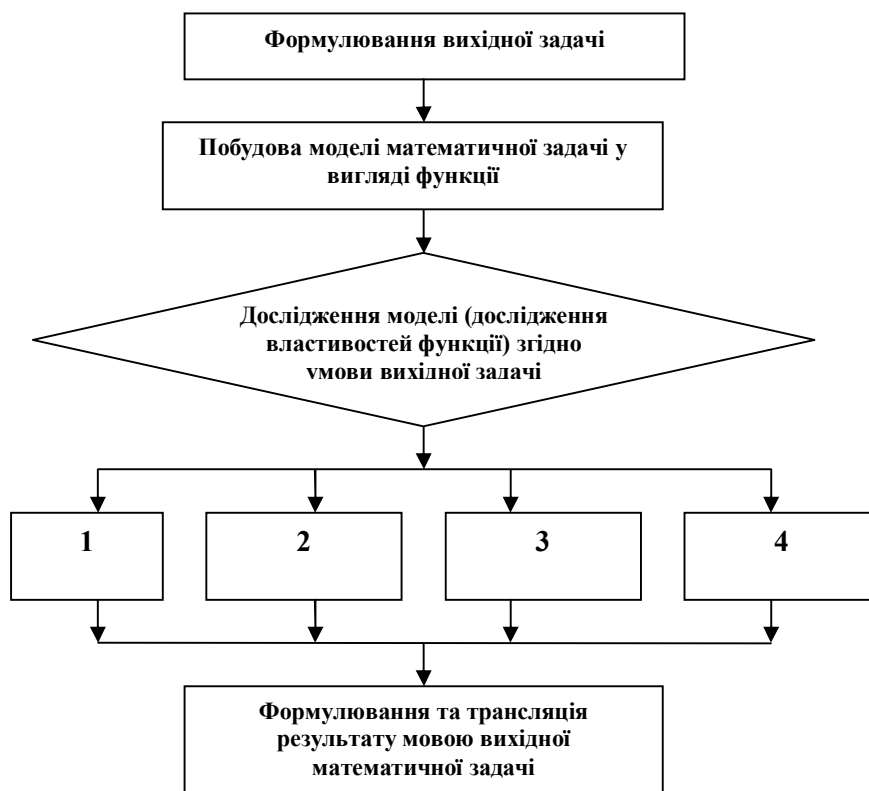 Формулювання вихідної задачі
Побудова моделі математичної задачі у
вигляді функції
Дослідження моделі (дослідження
властивостей функції) згідно
умови вихідної задачі
1
2
3
4
Формулювання та трансляція
результату мовою вихідної
математичної задачі